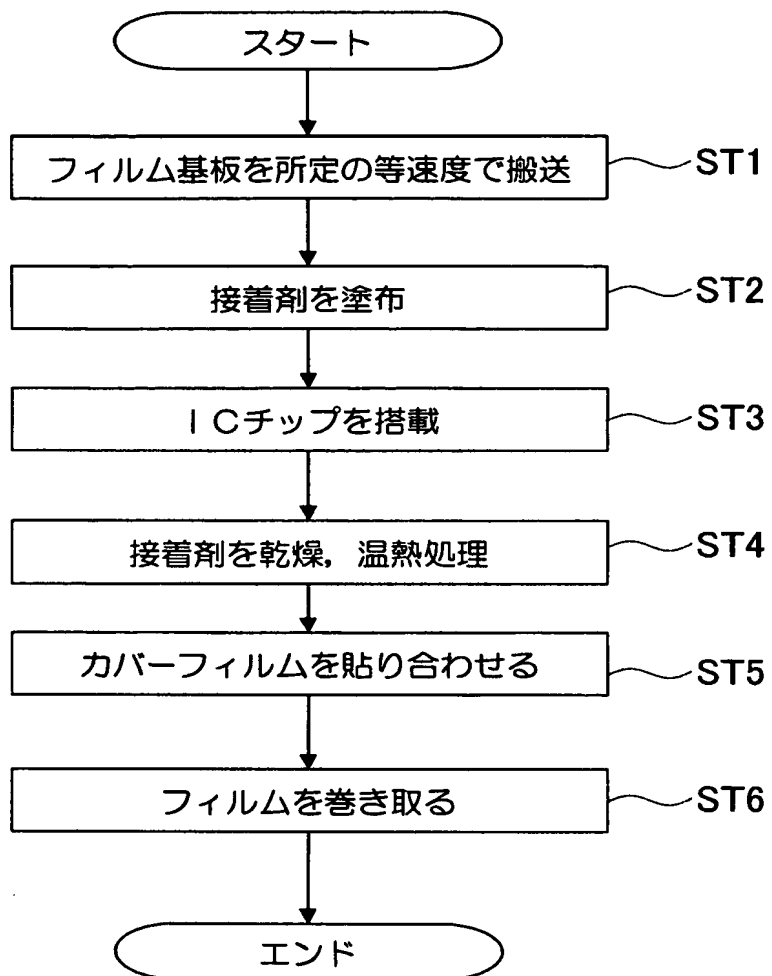 スタート
フィルム基板を所定の等速度で搬送
ST1
接着剤を塗布
ST2
ICチップを搭載
ST3
接着剤を乾燥，温熱処理
ST4
カバーフィルムを貼り合わせる
ST5
フィルムを巻き取る
ST6
エンド